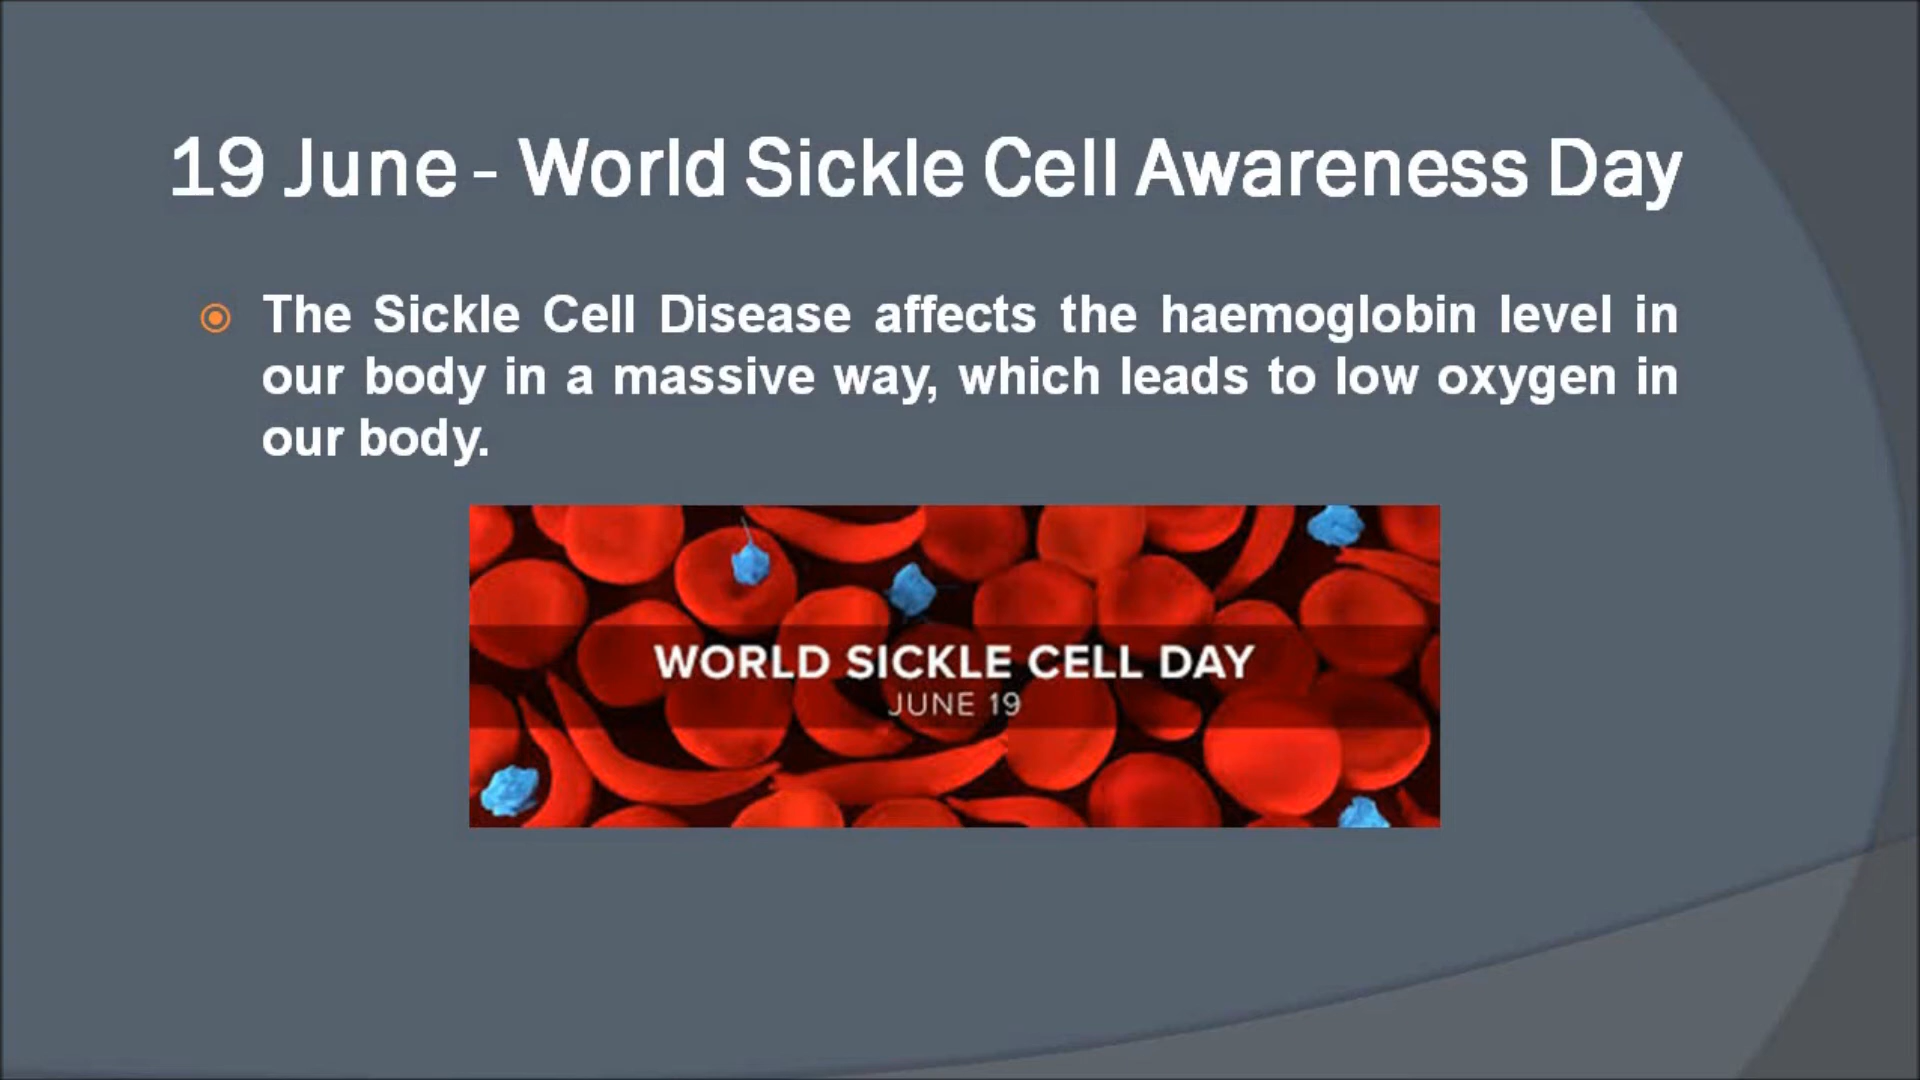 19 June - World Sickle Cell Awareness Day
The Sickle Cell Disease affects the haemoglobin level in
our body in a massive way, which leads to low oxygen in
our body.
WORLD SICKLE CELL DAY
JUNE 19